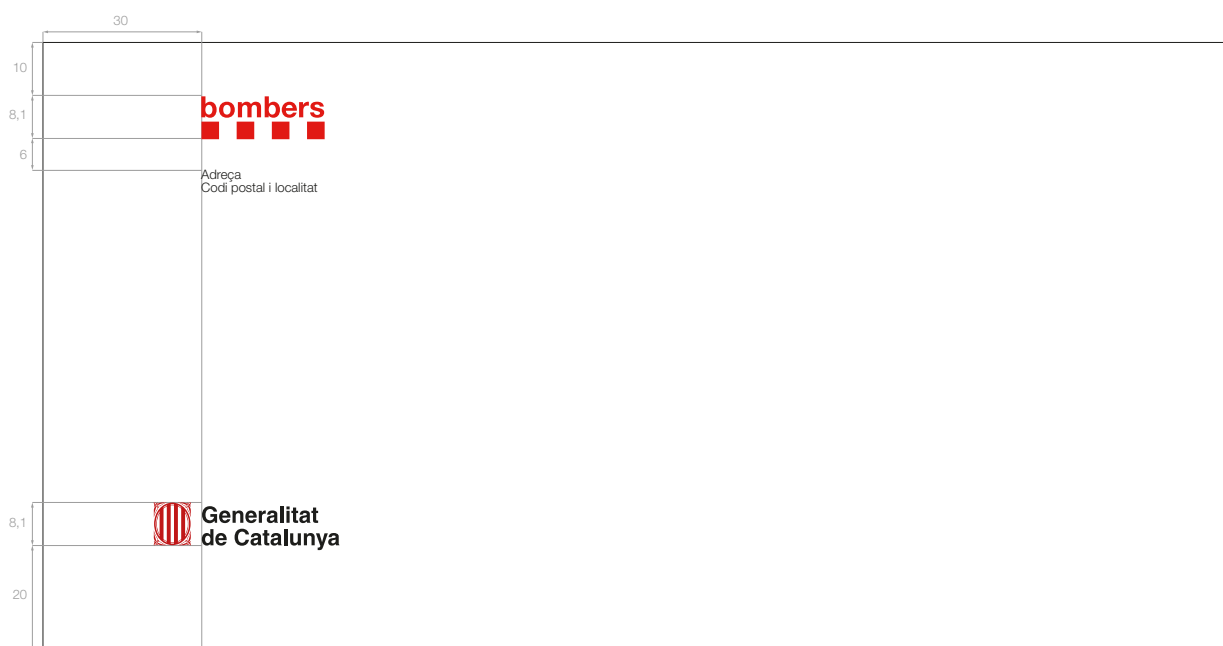 30
10
8,1
bombers
6
Adreça
Codi postal i localitat
8,1
Generalitat
de Catalunya
20